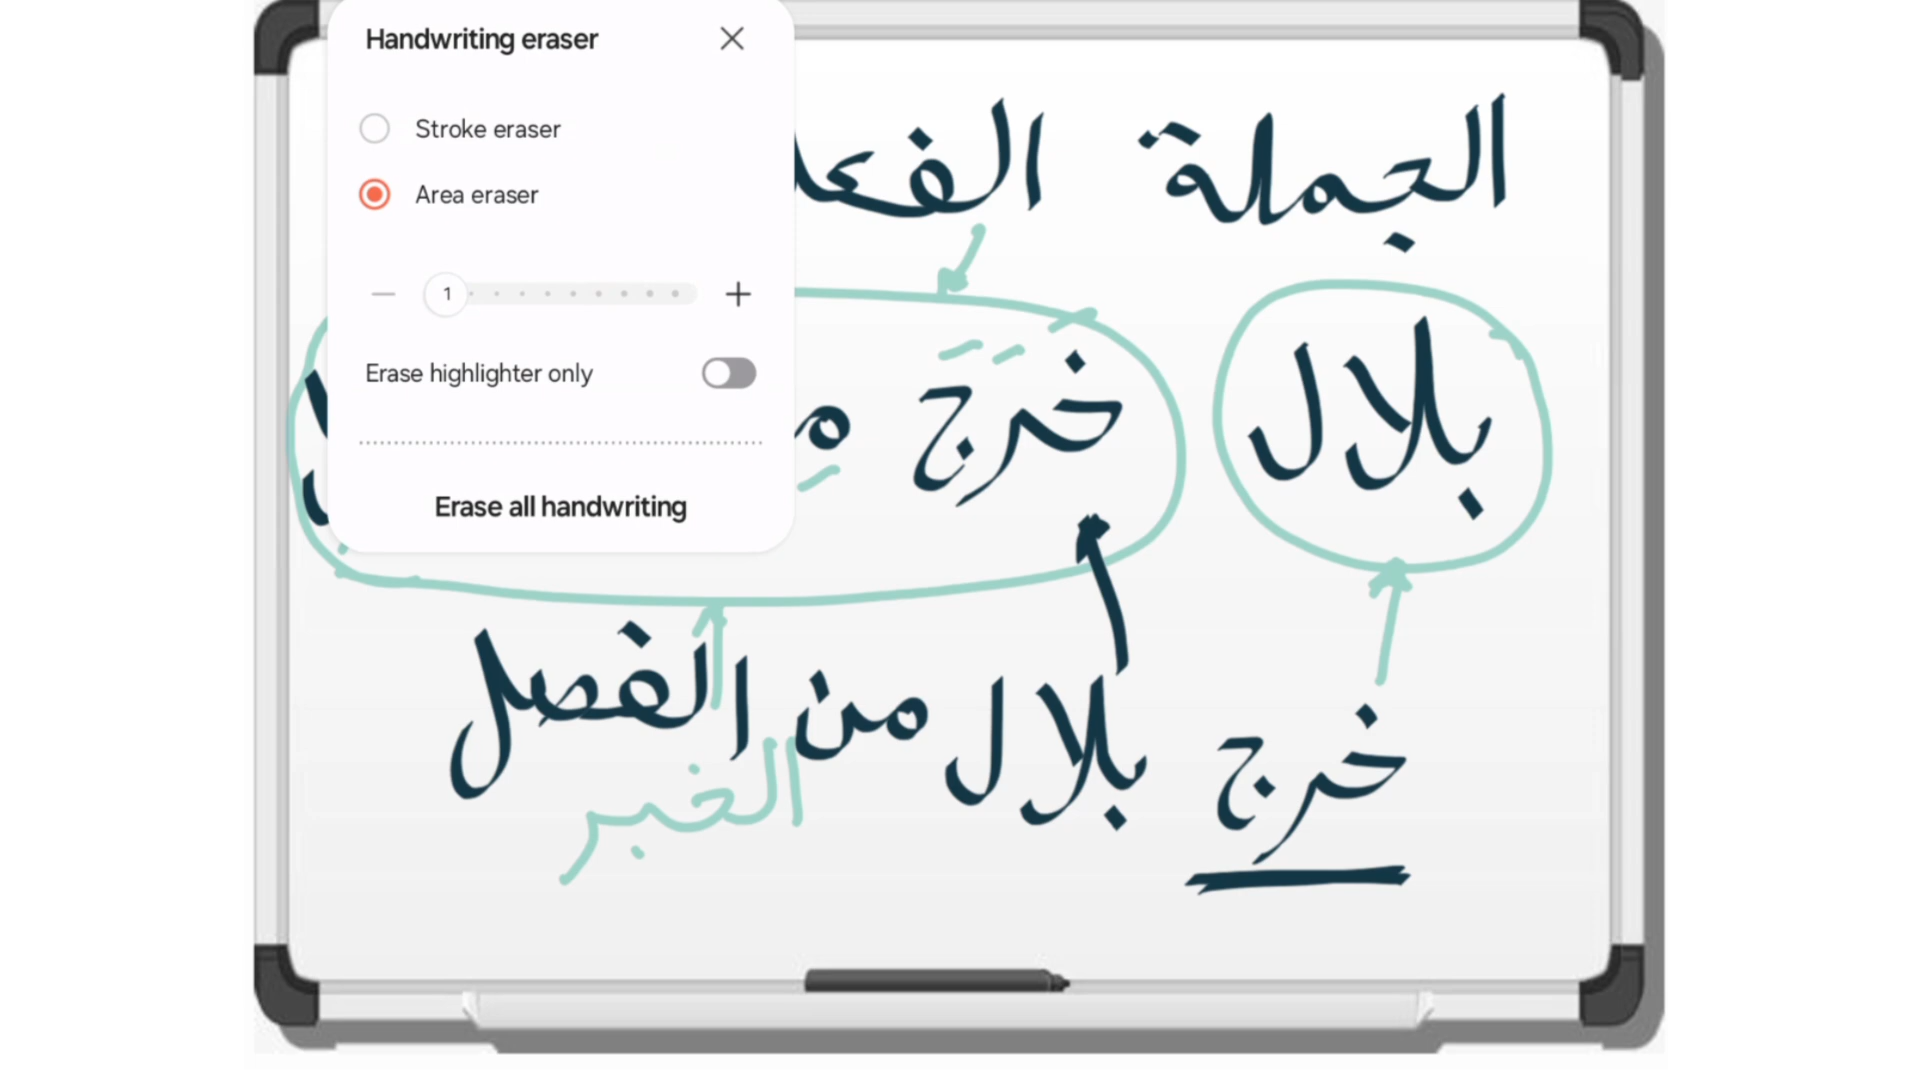 Handwriting eraser
Stroke eraser
Area eraser
1
Erase highlighter only
Erase all handwriting
الجملة
بلال خَرَجَ
خرج بلال من الفصل
الخبر